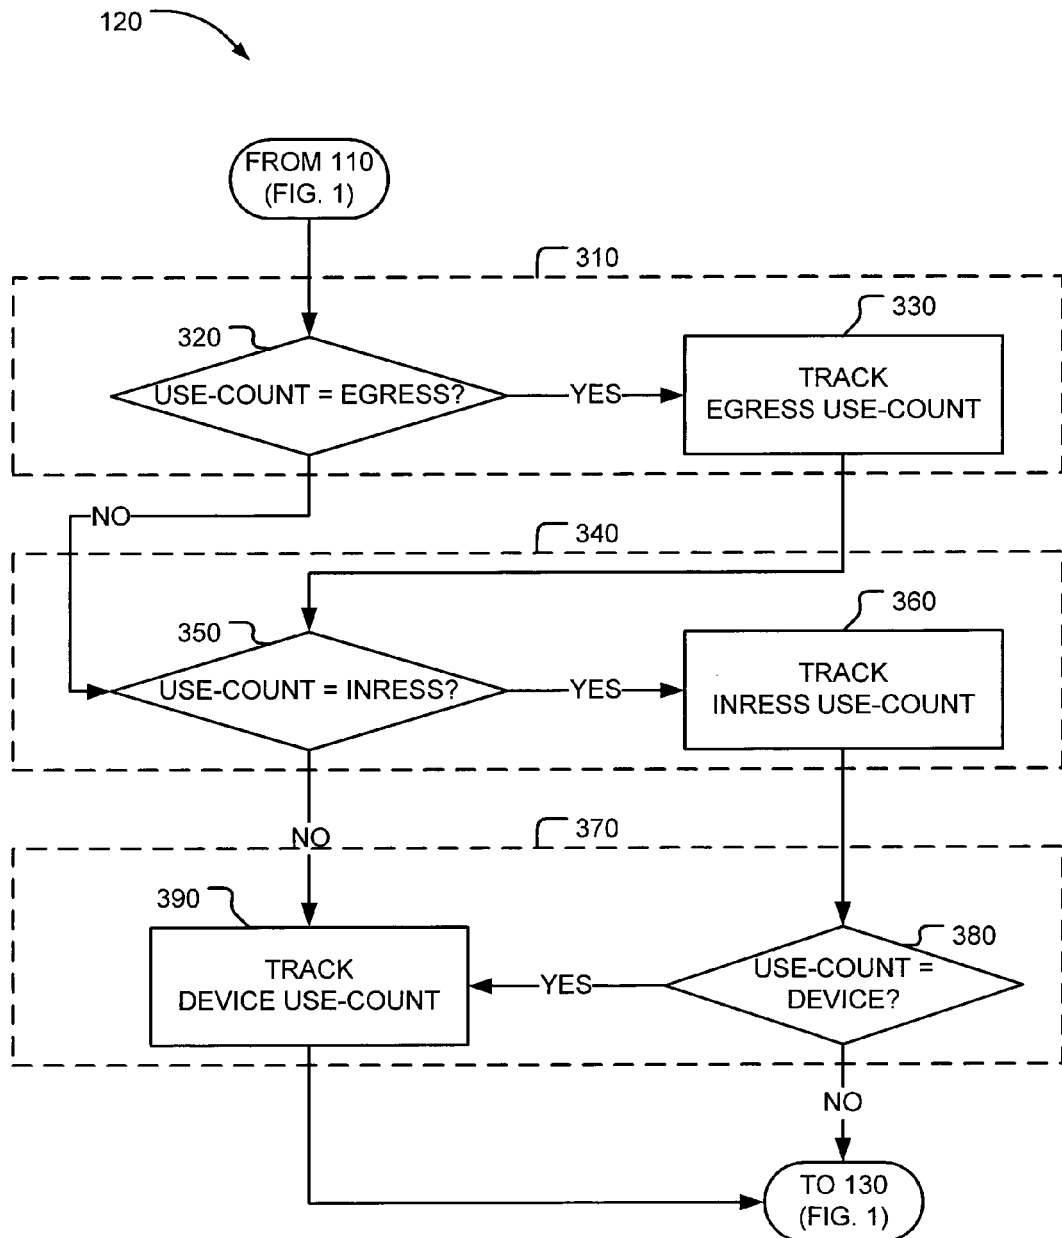 120
FROM 110
(FIG. 1)
310
320
USE-COUNT = EGRESS?
YES
330
TRACK
EGRESS USE-COUNT
NO
340
350
USE-COUNT = INRESS?
YES
360
TRACK
INRESS USE-COUNT
NO
370
390
TRACK
DEVICE USE-COUNT
YES
380
USE-COUNT =
DEVICE?
NO
TO 130
(FIG. 1)